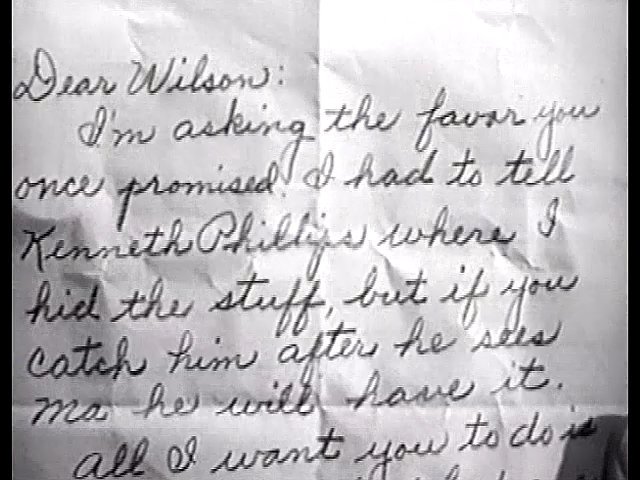 Dear Wilson:
I'm asking the favor you
once promised. I had to tell
Kenneth Phillips where I
hid the stuff, but if you
catch him after he sees
Ma he will have it.
All I want you to do is